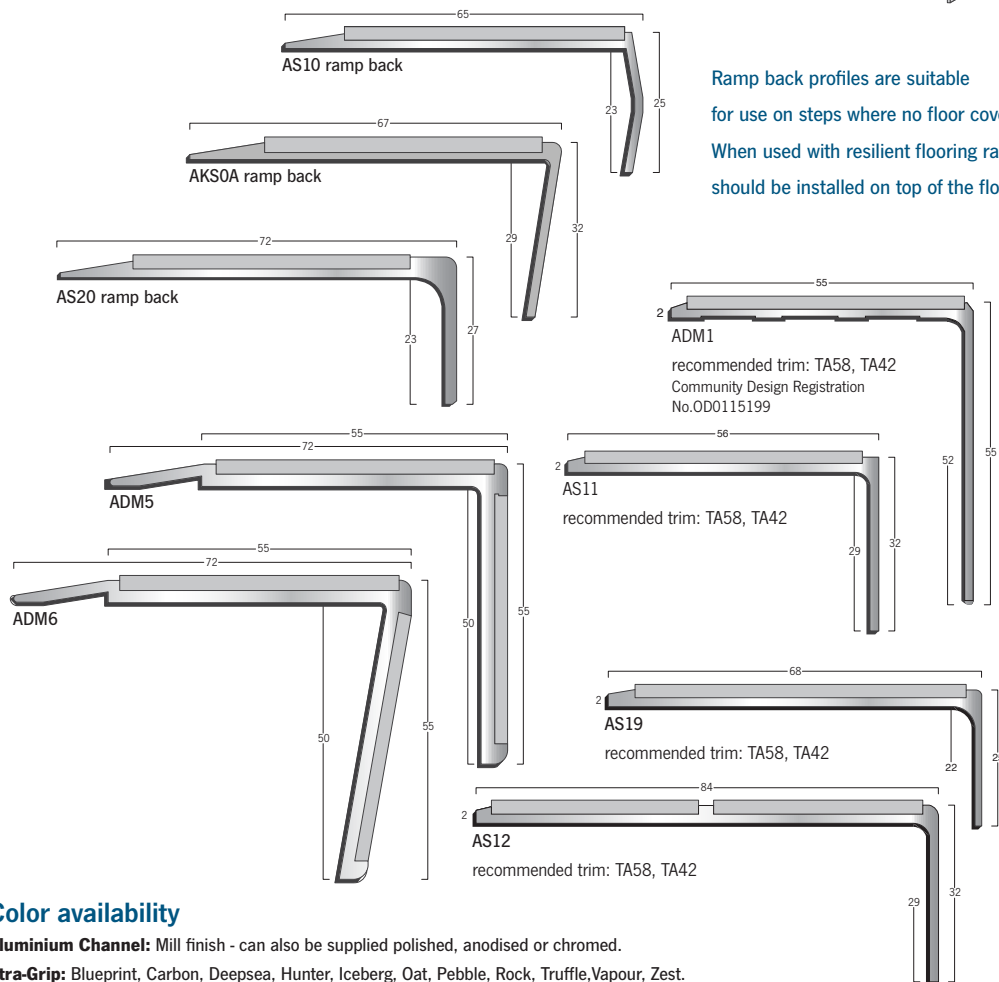 65
AS10 ramp back
23
25
Ramp back profiles are suitable
for use on steps where no floor
When used with resilient flooring
should be installed on top of the
67
AKS0A ramp back
29
32
72
AS20 ramp back
23
27
55
2
ADM1
recommended trim: TA58, TA42
Community Design Registration
No.OD0115199
52
55
55
72
ADM5
50
55
56
2
AS11
recommended trim: TA58, TA42
29
32
55
72
ADM6
50
55
68
2
AS19
recommended trim: TA58, TA42
22
84
2
AS12
recommended trim: TA58, TA42
29
32
Color availability
luminium Channel: Mill finish - can also be supplied polished, anodised or chromed.
tra-Grip: Blueprint, Carbon, Deepsea, Hunter, Iceberg, Oat, Pebble, Rock, Truffle,Vapour, Zest.